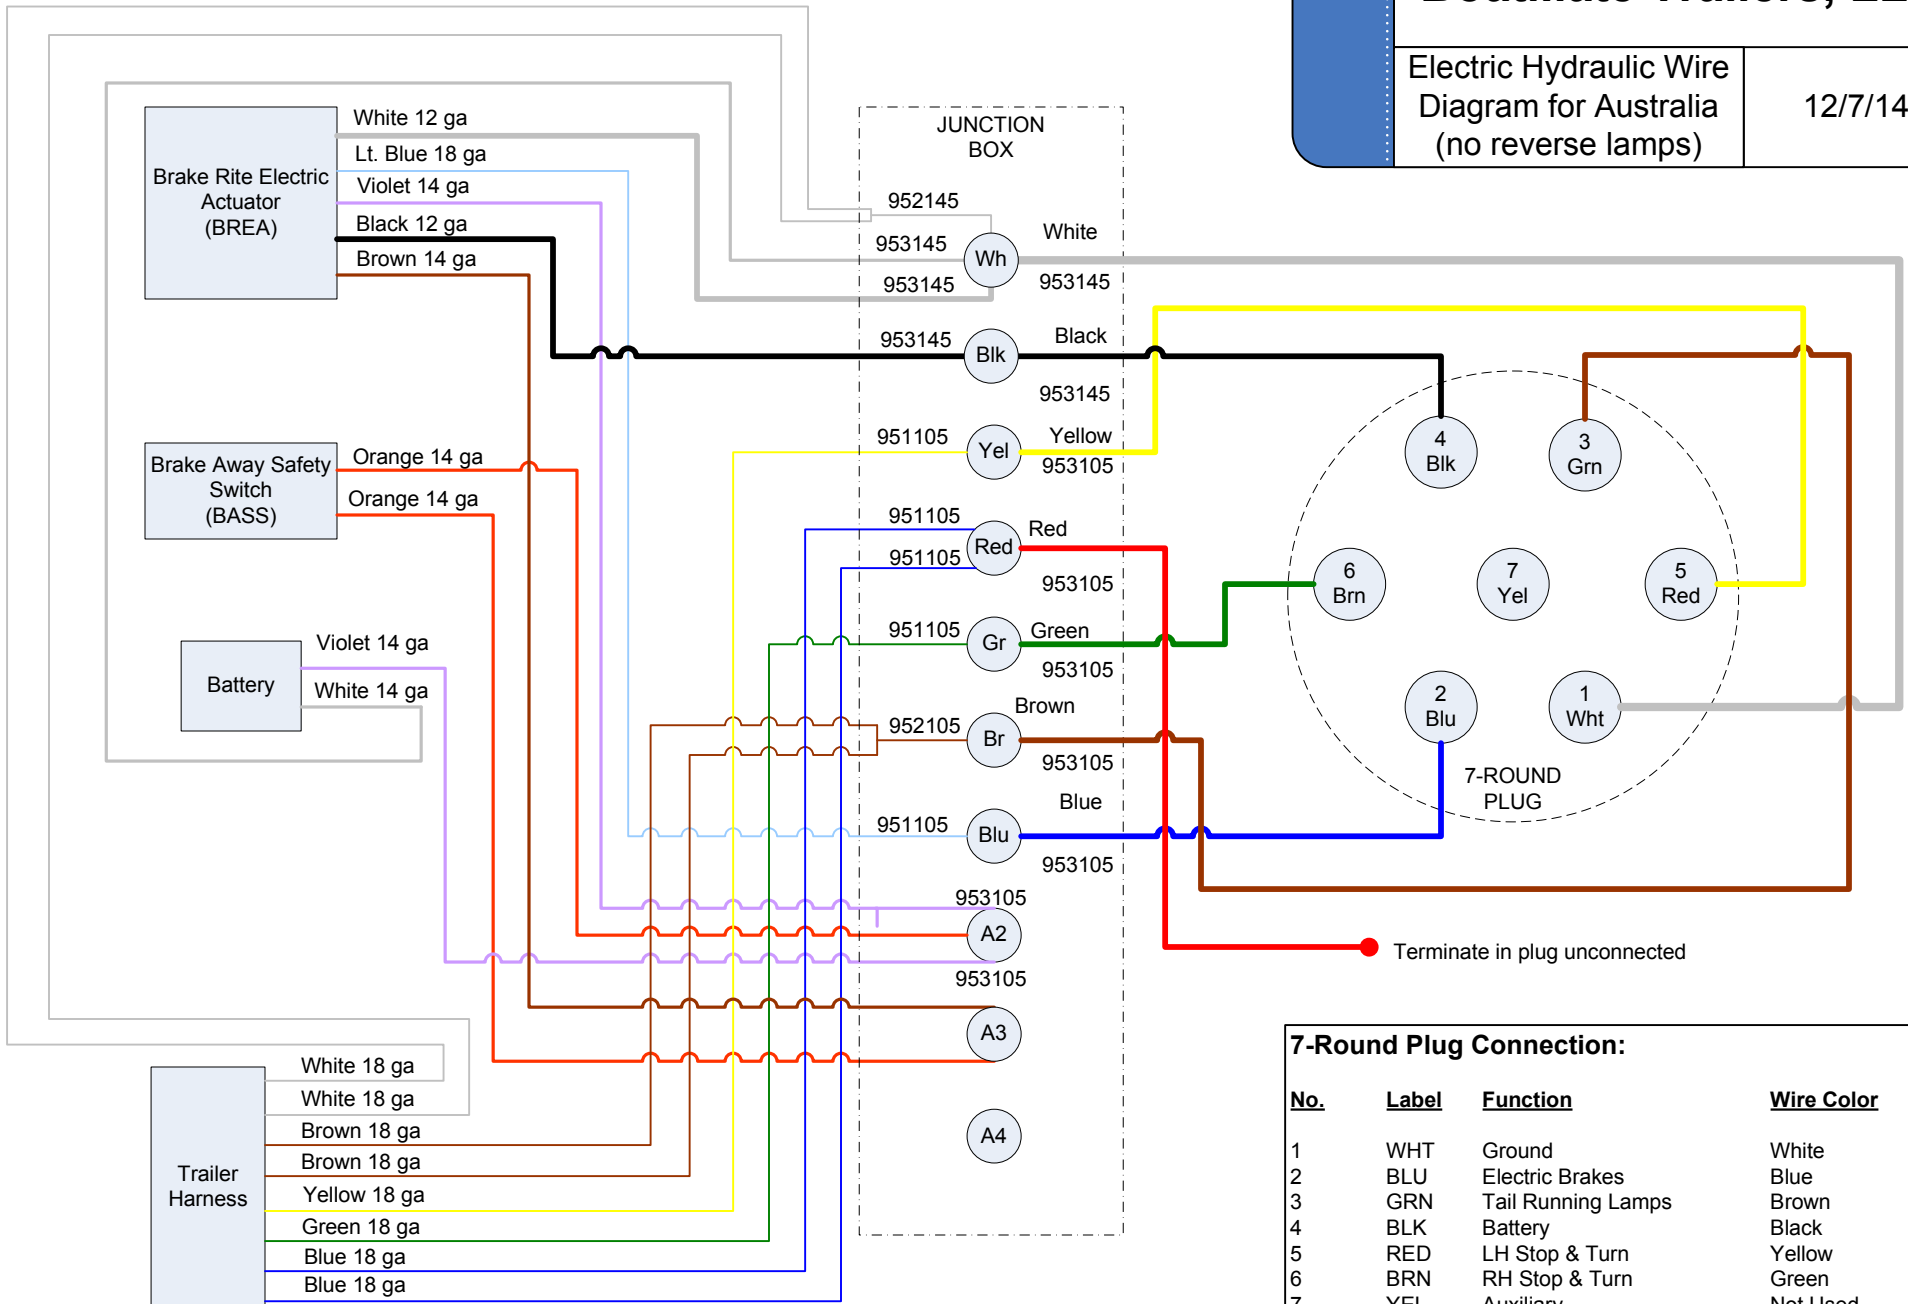 Electric Hydraulic Wire
Diagram for Australia
(no reverse lamps)
12/7/14
Brake Rite Electric
Actuator
(BREA)
White 12 ga
Lt. Blue 18 ga
Violet 14 ga
Black 12 ga
Brown 14 ga
Brake Away Safety
Switch
(BASS)
Orange 14 ga
Orange 14 ga
Battery
Violet 14 ga
White 14 ga
Trailer
Harness
White 18 ga
White 18 ga
Brown 18 ga
Brown 18 ga
Yellow 18 ga
Green 18 ga
Blue 18 ga
Blue 18 ga
JUNCTION
BOX
952145
953145
953145
Wh
White
953145
953145
Blk
Black
953145
951105
Yel
Yellow
953105
951105
951105
Red
Red
953105
951105
Gr
Green
953105
952105
Br
Brown
953105
951105
Blu
Blue
953105
953105
A2
953105
A3
A4
4
Blk
3
Grn
6
Brn
7
Yel
5
Red
2
Blu
1
Wht
7-ROUND
PLUG
Terminate in plug unconnected
7-Round Plug Connection:
No. Label Function Wire Color
1 WHT Ground White
2 BLU Electric Brakes Blue
3 GRN Tail Running Lamps Brown
4 BLK Battery Black
5 RED LH Stop & Turn Yellow
6 BRN RH Stop & Turn Green
7 YEL Auxiliary Not Used